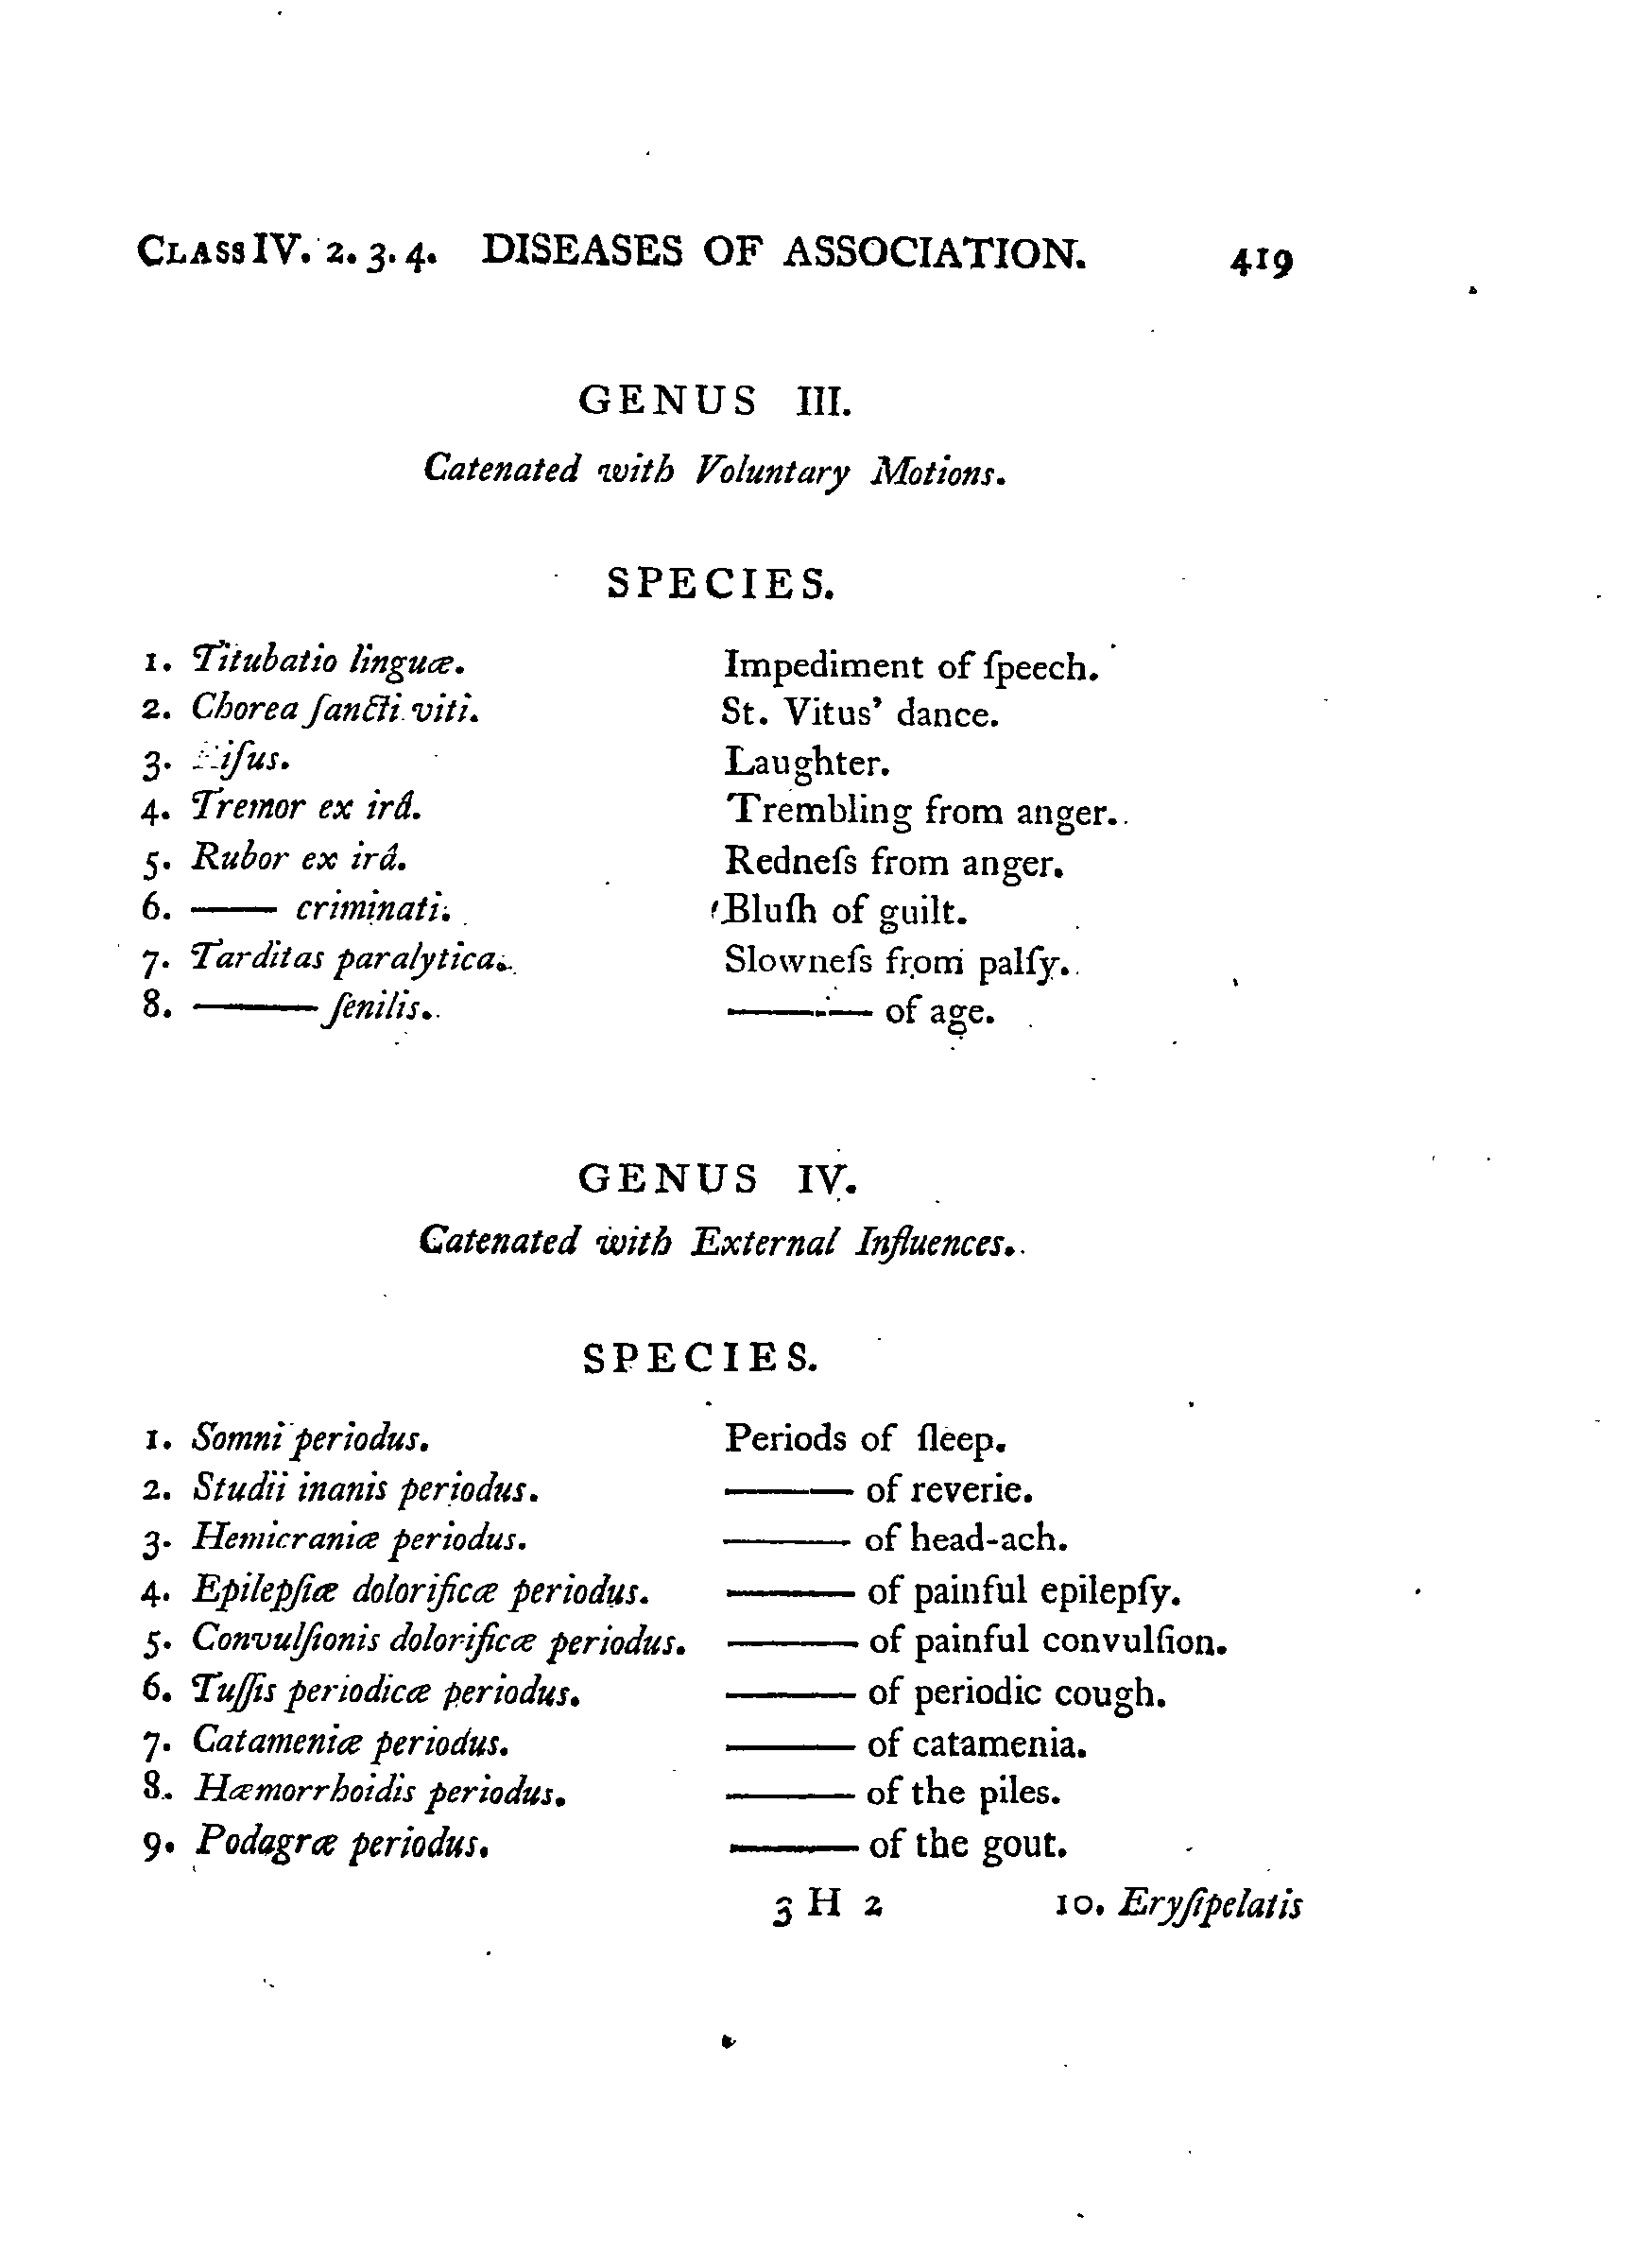 CLASS IV. 2. 3. 4. DISEASES OF ASSOCIATION. 419
GENUS III.
Catenated with Voluntary Motions.
SPECIES.
1. Titubatio linguæ. Impediment of ſpeech.
2. Chorea ſancti viti. St. Vitus' dance.
3. Laughter.
4. Tremor ex irâ. Trembling from anger.
5. Rubor ex irâ. Redneſs from anger.
6. —— criminati. Bluſh of guilt.
7. Tarditas paralytica. Slowneſs from palſy.
8. —— ſenilis. —— of age.
GENUS IV.
Catenated with External Influences.
SPECIES.
1. Somni periodus. Periods of ſleep.
2. Studii inanis periodus. —— of reverie.
3. Hemicraniæ periodus. —— of head-ach.
4. Epilepſiæ dolorificæ periodus. —— of painful epilepſy.
5. Convulſionis dolorificæ periodus. —— of painful convulſion.
6. Tuſſis periodicæ periodus. —— of periodic cough.
7. Catameniæ periodus. —— of catamenia.
8. Hæmorrhoidis periodus. —— of the piles.
9. Podagræ periodus. —— of the gout.
3 H 2 10. Eryſipelatis